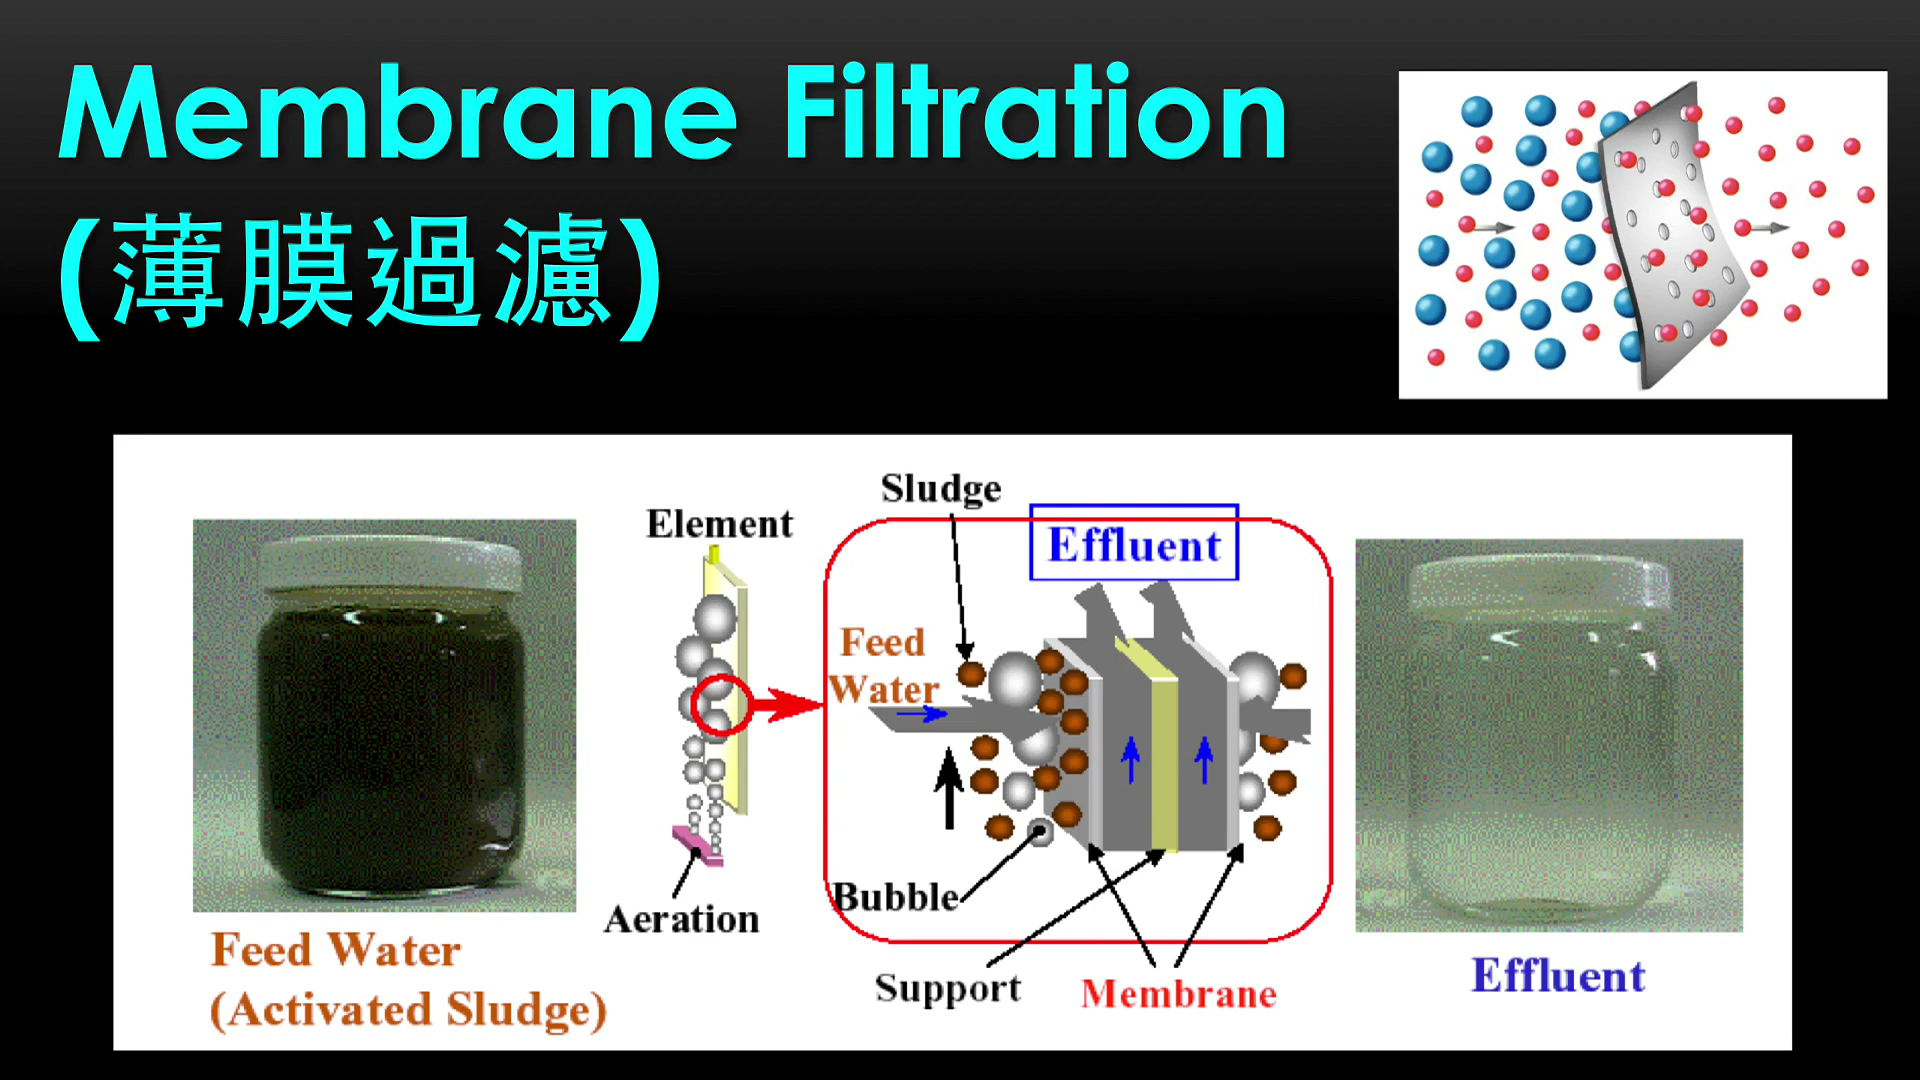 Membrane Filtration
(薄膜過濾)
Sludge
Element
Effluent
Feed
Water
Bubble
Aeration
Support
Membrane
Feed Water
(Activated Sludge)
Effluent